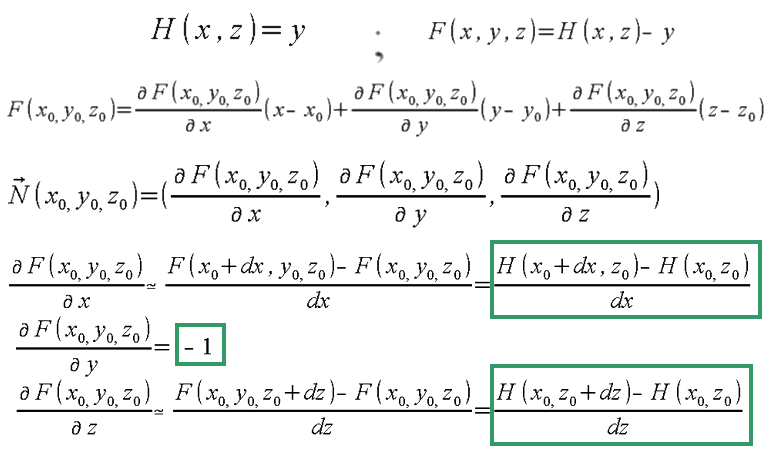 H(x,z)=y ; F(x,y,z)=H(x,z)-y
F(x₀,y₀,z₀)=∂F(x₀,y₀,z₀)/∂x (x-x₀)+∂F(x₀,y₀,z₀)/∂y (y-y₀)+∂F(x₀,y₀,z₀)/∂z (z-z₀)
N⃗(x₀,y₀,z₀)=(∂F(x₀,y₀,z₀)/∂x, ∂F(x₀,y₀,z₀)/∂y, ∂F(x₀,y₀,z₀)/∂z)
∂F(x₀,y₀,z₀)/∂x ≃ (F(x₀+dx,y₀,z₀)-F(x₀,y₀,z₀))/dx = (H(x₀+dx,z₀)-H(x₀,z₀))/dx
∂F(x₀,y₀,z₀)/∂y = -1
∂F(x₀,y₀,z₀)/∂z ≃ (F(x₀,y₀,z₀+dz)-F(x₀,y₀,z₀))/dz = (H(x₀,z₀+dz)-H(x₀,z₀))/dz